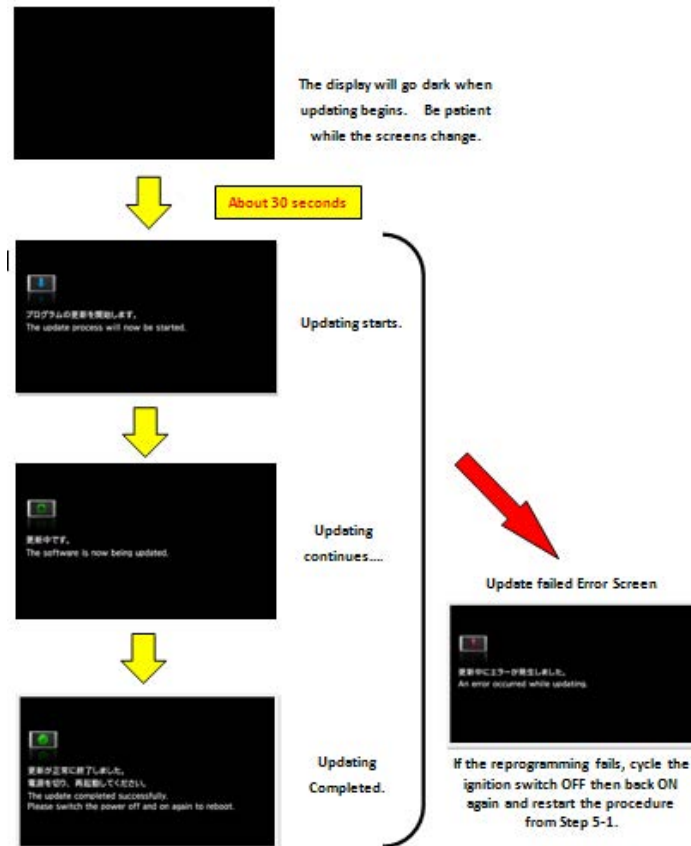 The display will go dark when
updating begins. Be patient
while the screens change.
About 30 seconds
プログラムの更新を開始します。
The update process will now be started.
Updating starts.
更新中です。
The software is now being updated.
Updating
continues....
更新が正常に終了しました。
電源を切り、再起動してください。
The update completed successfully.
Please switch the power off and on again to reboot.
Updating
Completed.
Update failed Error Screen
更新中にエラーが発生しました。
An error occurred while updating.
If the reprogramming fails, cycle the
ignition switch OFF then back ON
again and restart the procedure
from Step 5-1.